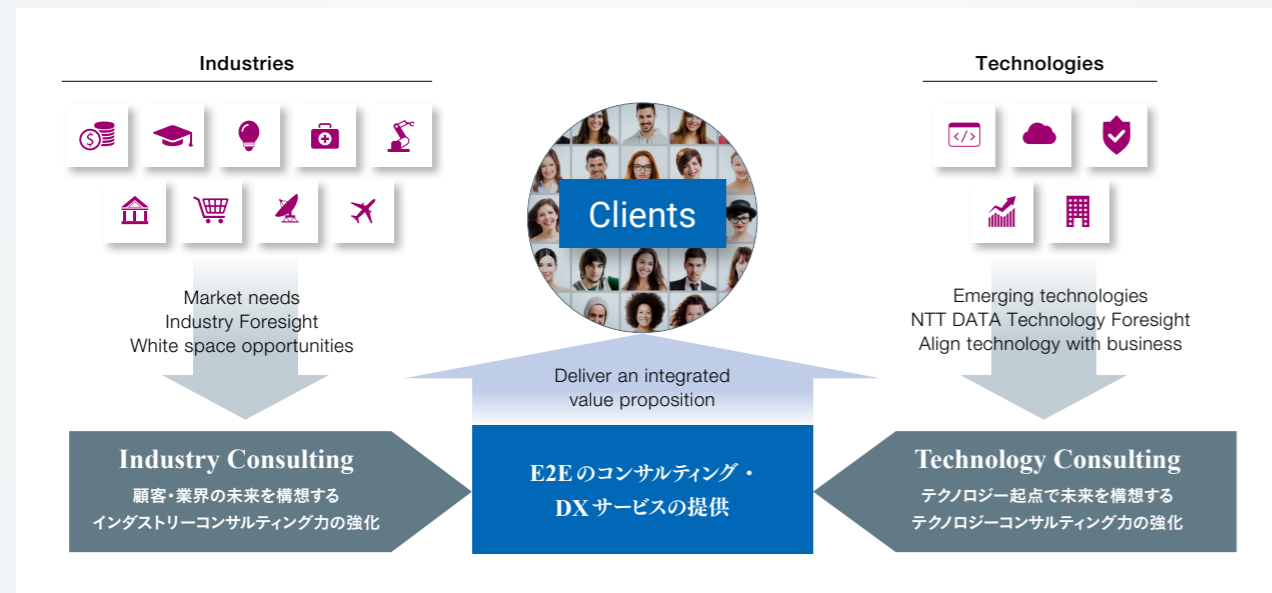 Industries
Technologies
$
</>
Clients
Market needs
Industry Foresight
White space opportunities
Emerging technologies
NTT DATA Technology Foresight
Align technology with business
Deliver an integrated
value proposition
Industry Consulting
顧客・業界の未来を構想する
インダストリーコンサルティング力の強化
E2Eのコンサルティング・
DXサービスの提供
Technology Consulting
テクノロジー起点で未来を構想する
テクノロジーコンサルティング力の強化